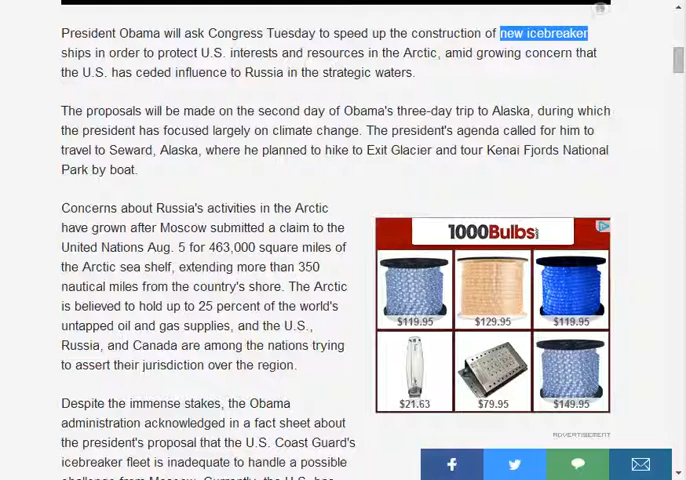 President Obama will ask Congress Tuesday to speed up the construction of new icebreaker
ships in order to protect U.S. interests and resources in the Arctic, amid growing concern that
the U.S. has ceded influence to Russia in the strategic waters.
The proposals will be made on the second day of Obama's three-day trip to Alaska, during which
the president has focused largely on climate change. The president's agenda called for him to
travel to Seward, Alaska, where he planned to hike to Exit Glacier and tour Kenai Fjords National
Park by boat.
Concerns about Russia's activities in the Arctic
have grown after Moscow submitted a claim to the
United Nations Aug. 5 for 463,000 square miles of
the Arctic sea shelf, extending more than 350
nautical miles from the country's shore. The Arctic
is believed to hold up to 25 percent of the world's
untapped oil and gas supplies, and the U.S.,
Russia, and Canada are among the nations trying
to assert their jurisdiction over the region.
Despite the immense stakes, the Obama
administration acknowledged in a fact sheet about
the president's proposal that the U.S. Coast Guard's
icebreaker fleet is inadequate to handle a possible
challenge from Moscow. Currently, the U.S. has
1000Bulbs
$119.95 $129.95 $119.95
$21.63 $79.95 $149.95
ADVERTISEMENT